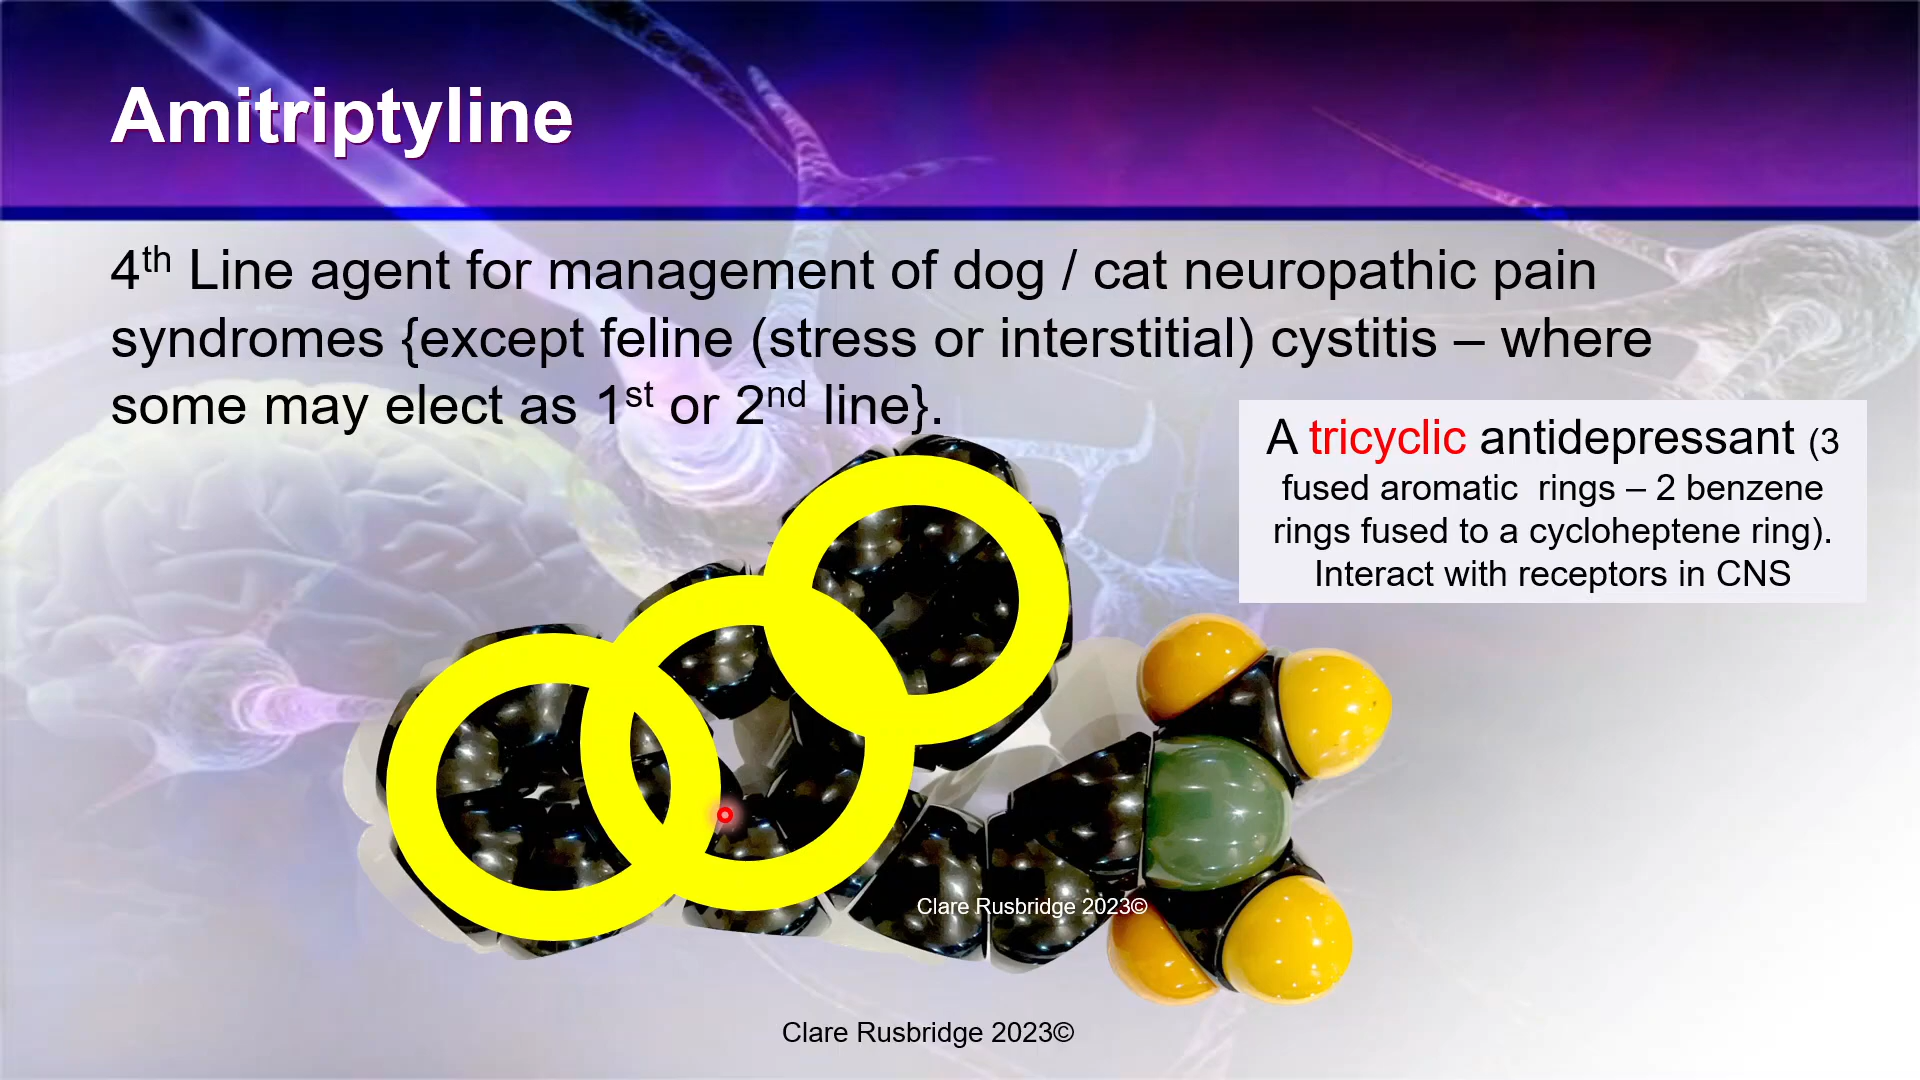 Amitriptyline
4th Line agent for management of dog / cat neuropathic pain
syndromes {except feline (stress or interstitial) cystitis – where
some may elect as 1st or 2nd line}.
A tricyclic antidepressant (3
fused aromatic rings – 2 benzene
rings fused to a cycloheptene ring).
Interact with receptors in CNS
Clare Rusbridge 2023©
Clare Rusbridge 2023©